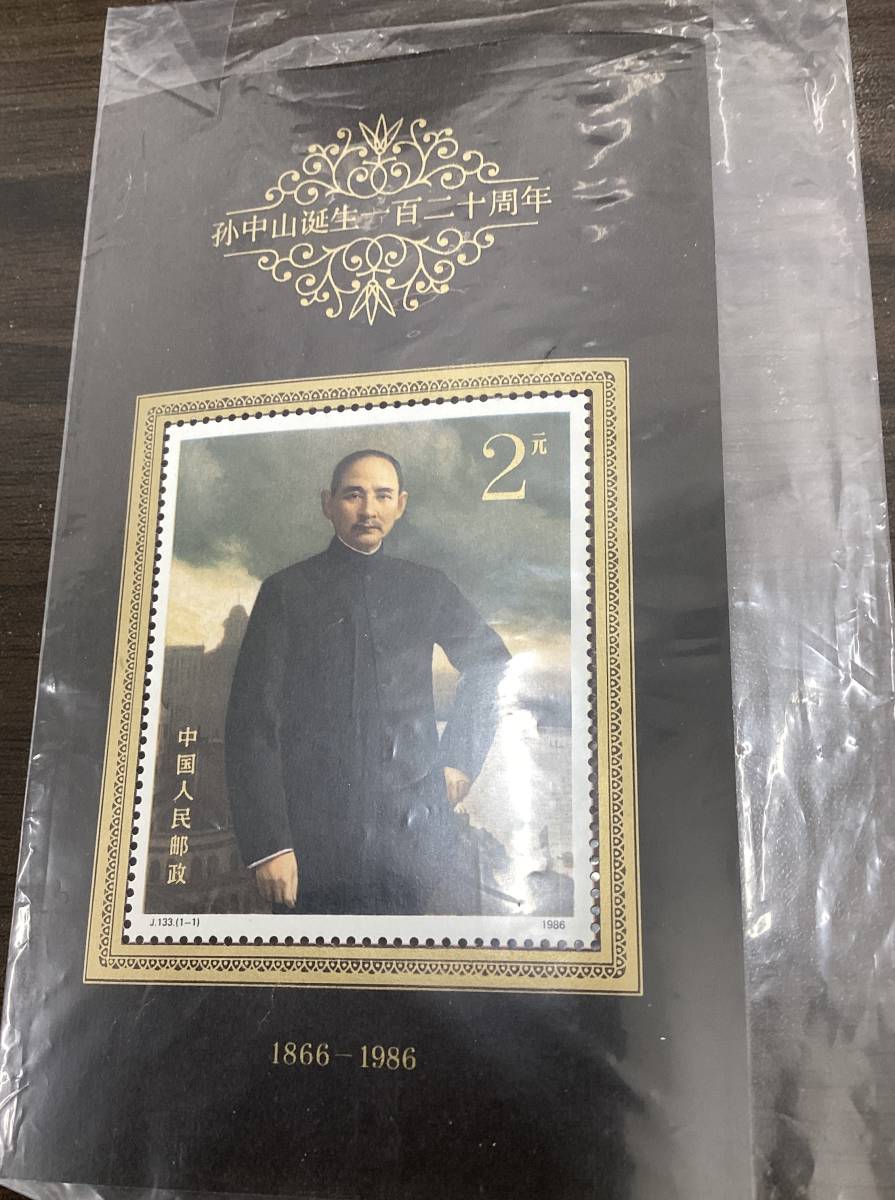 孙中山诞生一百二十周年
2元
中国人民邮政
J.133.(1-1)
1986
1866-1986